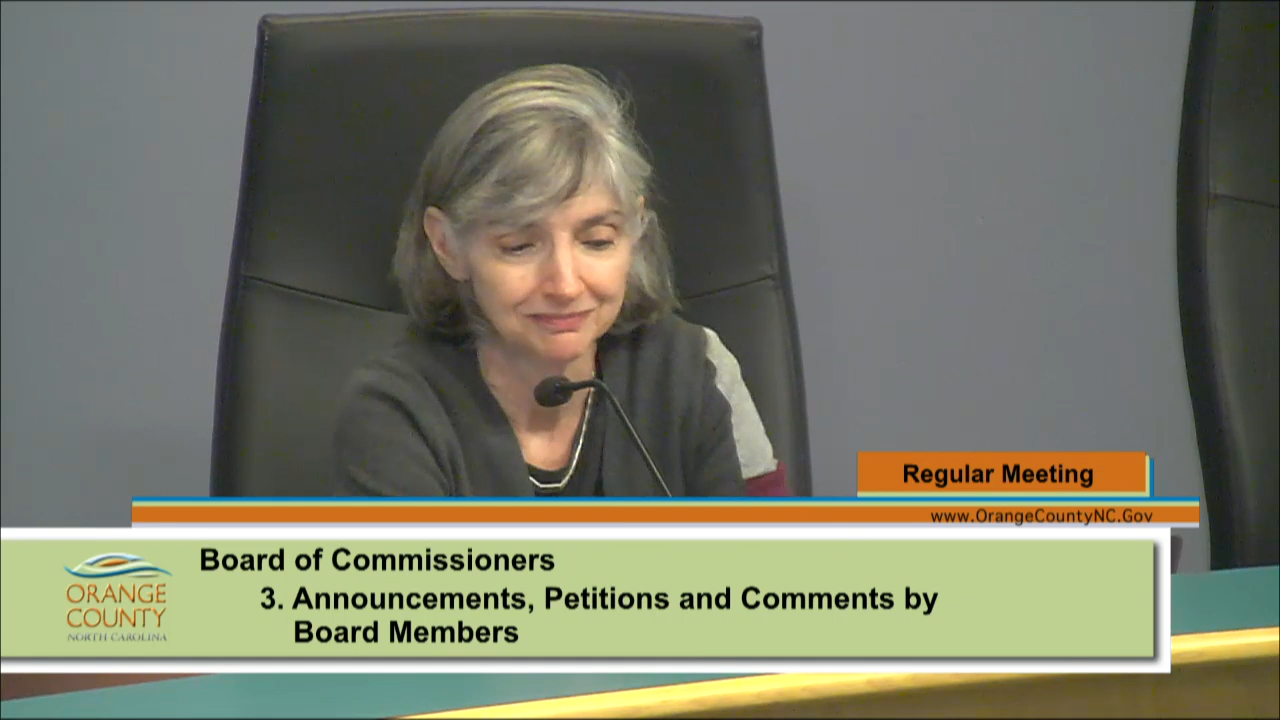 Regular Meeting
www.OrangeCountyNC.Gov
Board of Commissioners
3. Announcements, Petitions and Comments by
Board Members
ORANGE
COUNTY
NORTH CAROLINA